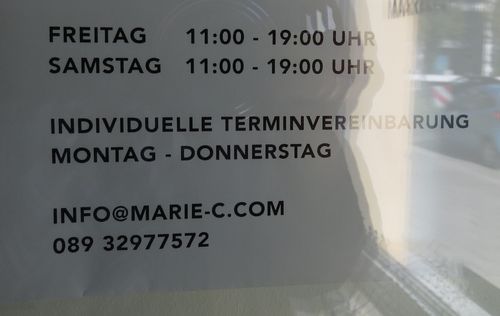 FREITAG 11:00 - 19:00 UHR
SAMSTAG 11:00 - 19:00 UHR
INDIVIDUELLE TERMINVEREINBARUNG
MONTAG - DONNERSTAG
INFO@MARIE-C.COM
089 32977572